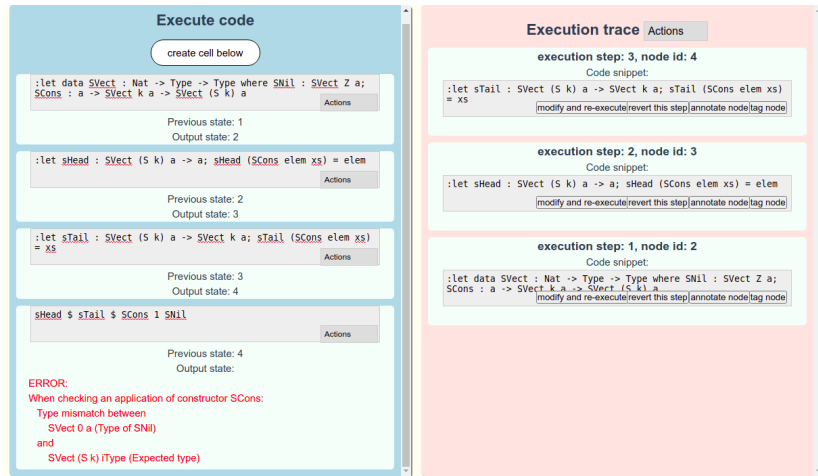 Execute code
create cell below
:let data SVect : Nat -> Type -> Type where SNil : SVect Z a;
SCons : a -> SVect k a -> SVect (S k) a
Actions
Previous state: 1
Output state: 2
:let sHead : SVect (S k) a -> a; sHead (SCons elem xs) = elem
Actions
Previous state: 2
Output state: 3
:let sTail : SVect (S k) a -> SVect k a; sTail (SCons elem xs)
= xs
Actions
Previous state: 3
Output state: 4
sHead $ sTail $ SCons 1 SNil
Actions
Previous state: 4
Output state:
ERROR:
When checking an application of constructor SCons:
Type mismatch between
SVect 0 a (Type of SNil)
and
SVect (S k) iType (Expected type)
Execution trace
Actions
execution step: 3, node id: 4
Code snippet:
:let sTail : SVect (S k) a -> SVect k a; sTail (SCons elem xs)
= xs
modify and re-execute revert this step annotate node tag node
execution step: 2, node id: 3
Code snippet:
:let sHead : SVect (S k) a -> a; sHead (SCons elem xs) = elem
modify and re-execute revert this step annotate node tag node
execution step: 1, node id: 2
Code snippet:
:let data SVect : Nat -> Type -> Type where SNil : SVect Z a;
SCons : a -> SVect k a -> SVect (S k) a
modify and re-execute revert this step annotate node tag node